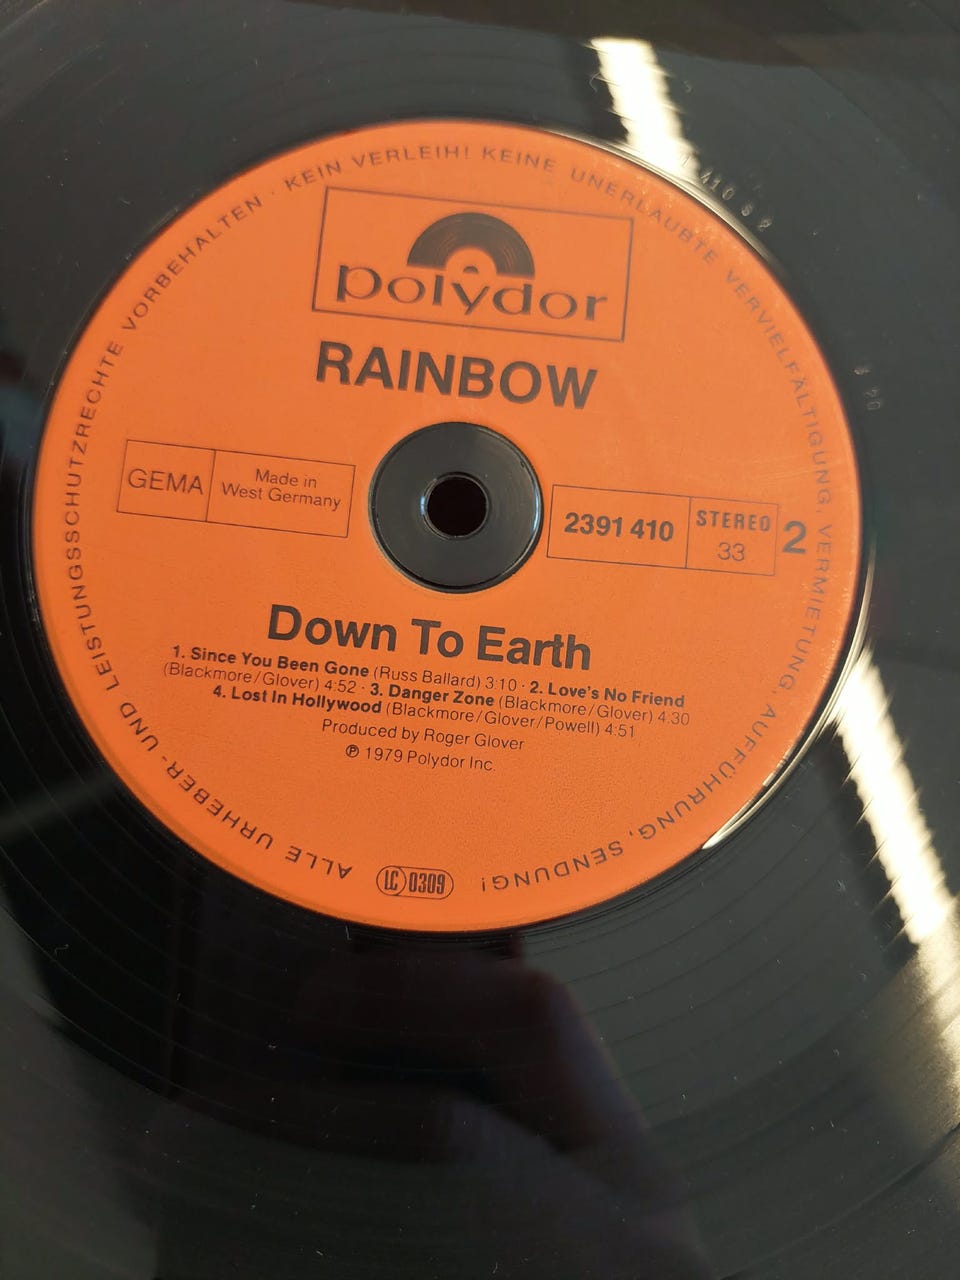 ALLE URHEBER- UND LEISTUNGSSCHUTZRECHTE VORBEHALTEN · KEIN VERLEIH! KEINE UNERLAUBTE VERVIELFÄLTIGUNG, VERMIETUNG, AUFFÜHRUNG, SENDUNG!
polydor
RAINBOW
GEMA
Made in
West Germany
2391 410
STEREO
33
2
Down To Earth
1. Since You Been Gone (Russ Ballard) 3:10 · 2. Love's No Friend
(Blackmore/Glover) 4:52 · 3. Danger Zone (Blackmore/Glover) 4.30
4. Lost In Hollywood (Blackmore/Glover/Powell) 4:51
Produced by Roger Glover
℗ 1979 Polydor Inc.
LC 0309
410 S 2